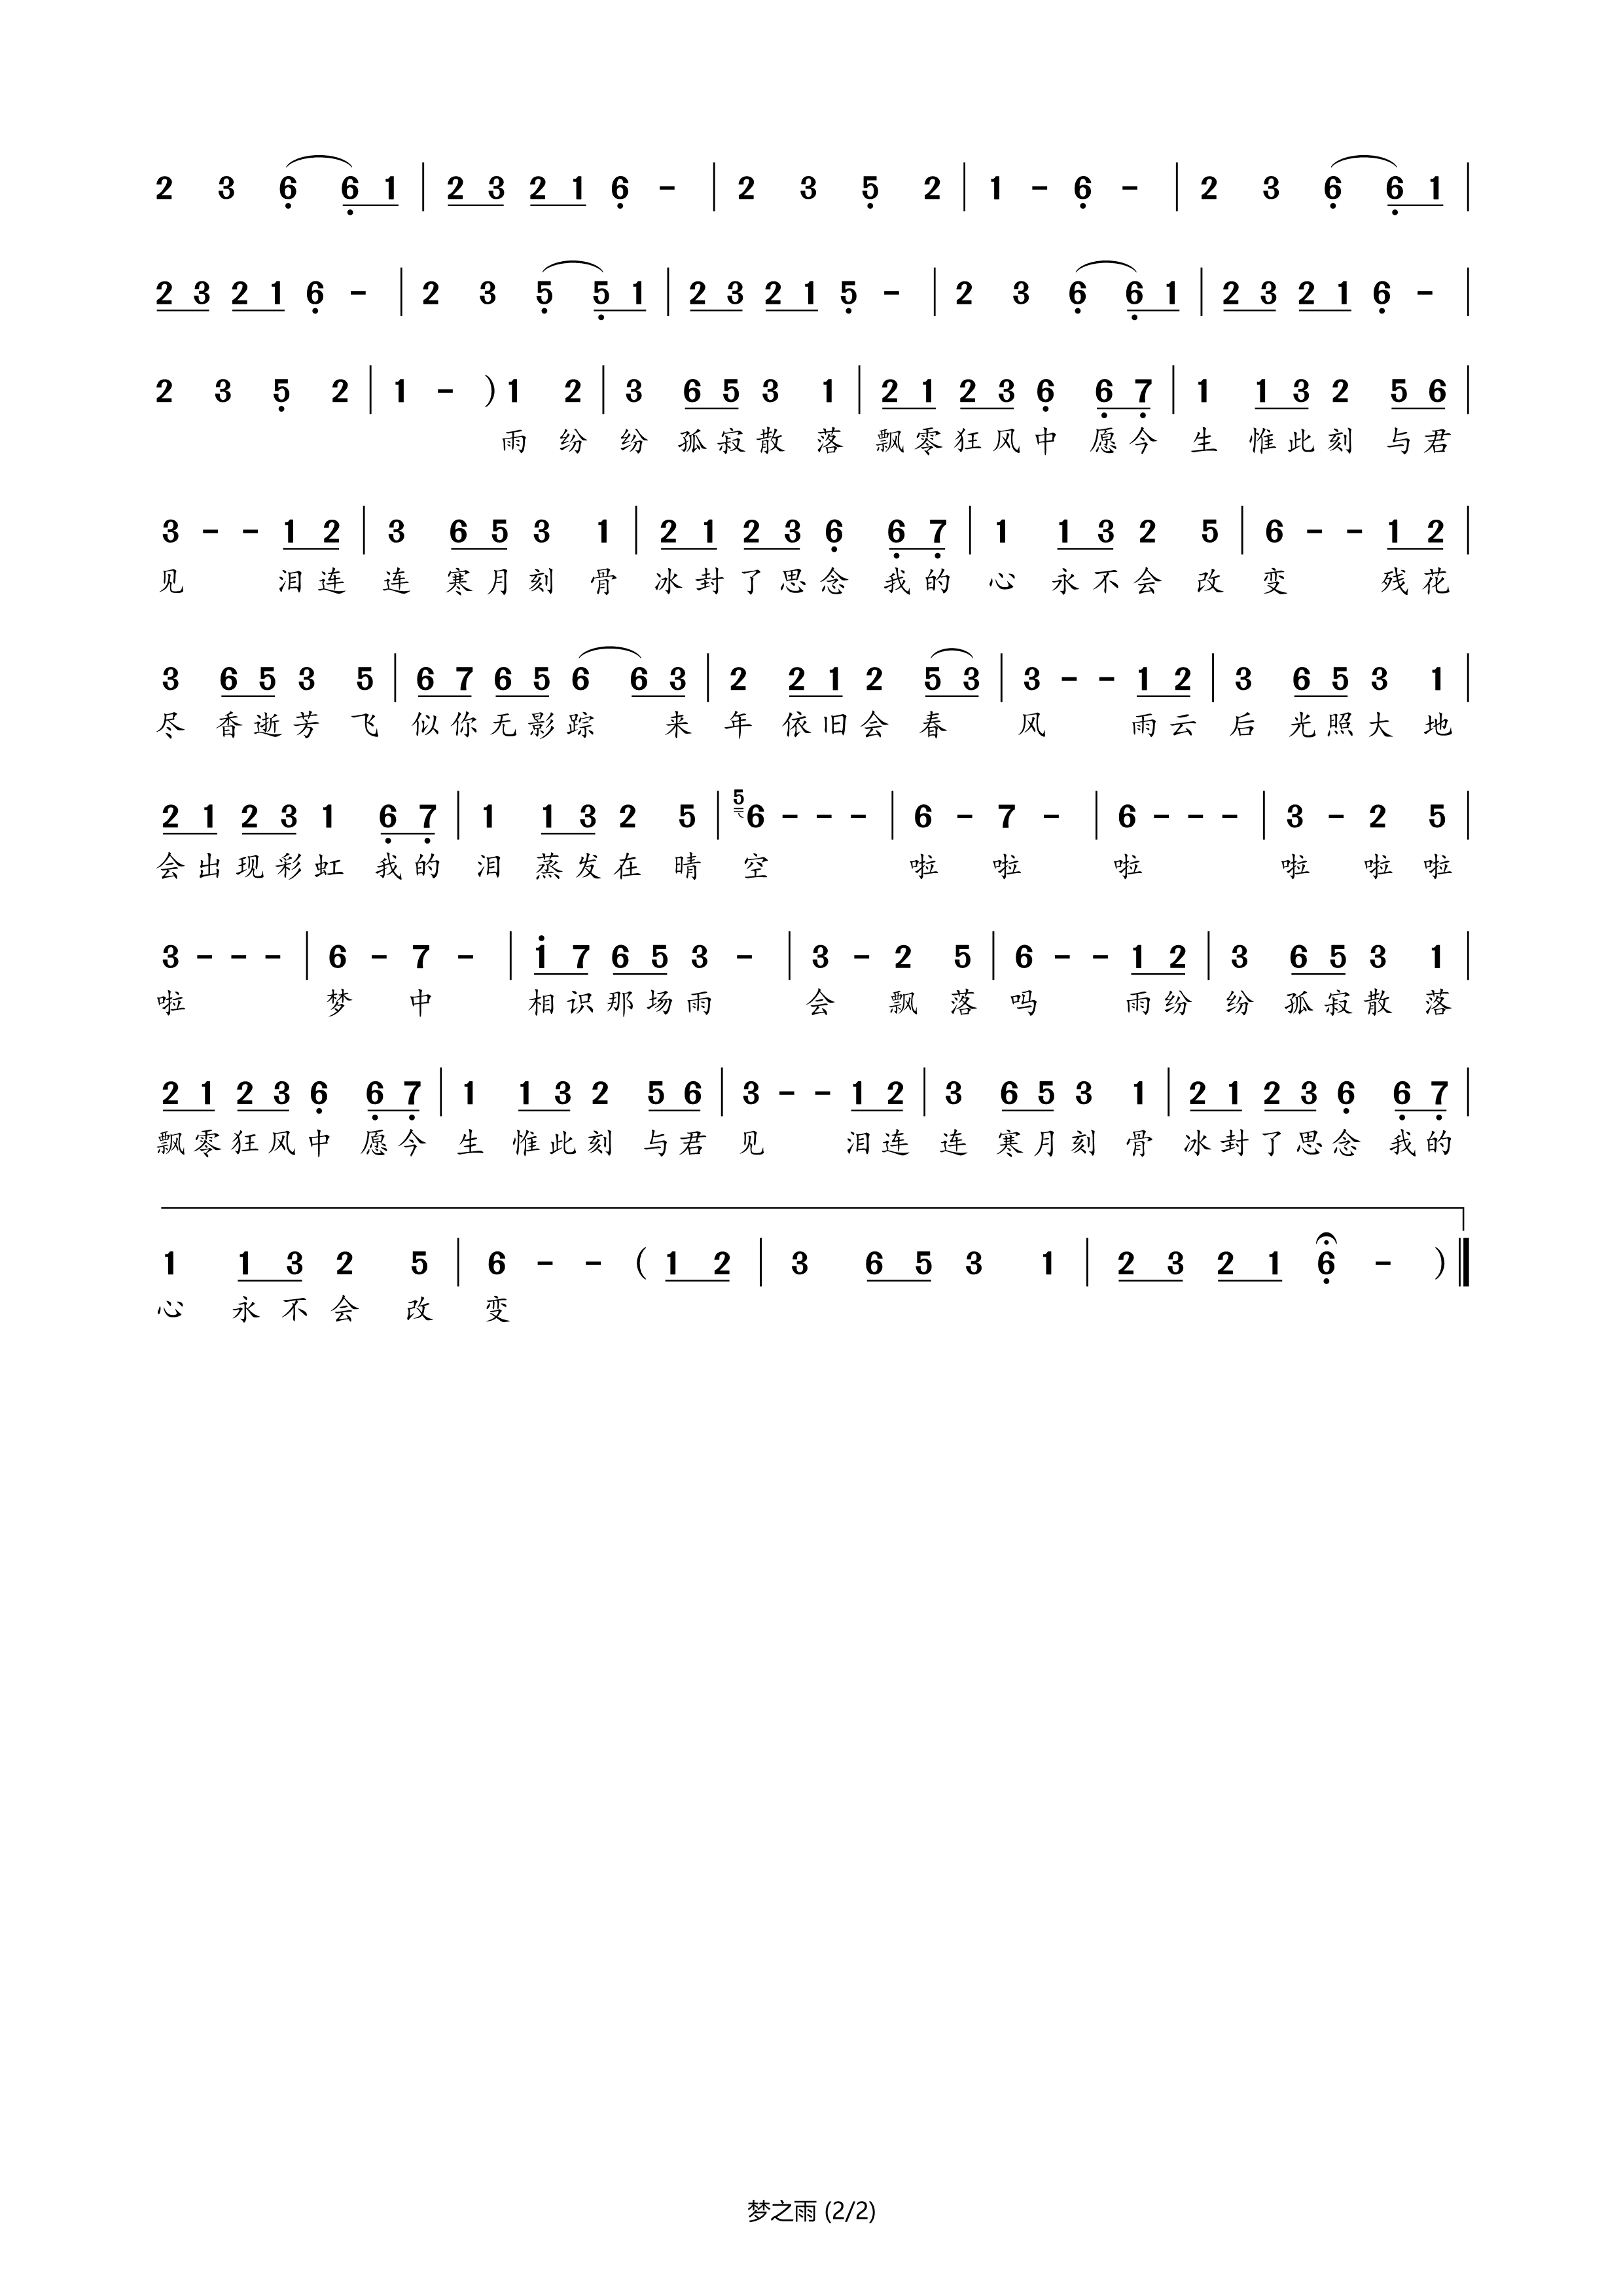 2 3 6 6 1 | 2 3 2 1 6 - | 2 3 5 2 | 1 - 6 - | 2 3 6 6 1 |
2 3 2 1 6 - | 2 3 5 5 1 | 2 3 2 1 5 - | 2 3 6 6 1 | 2 3 2 1 6 - |
2 3 5 2 | 1 - ) 1 2 | 3 6 5 3 1 | 2 1 2 3 6 6 7 | 1 1 3 2 5 6 |
雨 纷 纷 孤 寂 散 落 飘 零 狂 风 中 愿 今 生 惟 此 刻 与 君
3 - - 1 2 | 3 6 5 3 1 | 2 1 2 3 6 6 7 | 1 1 3 2 5 | 6 - - 1 2 |
见 泪 连 连 寒 月 刻 骨 冰 封 了 思 念 我 的 心 永 不 会 改 变 残 花
3 6 5 3 5 | 6 7 6 5 6 6 3 | 2 2 1 2 5 3 | 3 - - 1 2 | 3 6 5 3 1 |
尽 香 逝 芳 飞 似 你 无 影 踪 来 年 依 旧 会 春 风 雨 云 后 光 照 大 地
2 1 2 3 1 6 7 | 1 1 3 2 5 | 5 6 - - - | 6 - 7 - | 6 - - - | 3 - 2 5 |
会 出 现 彩 虹 我 的 泪 蒸 发 在 晴 空 啦 啦 啦 啦 啦 啦
3 - - - | 6 - 7 - | 1 7 6 5 3 - | 3 - 2 5 | 6 - - 1 2 | 3 6 5 3 1 |
啦 梦 中 相 识 那 场 雨 会 飘 落 吗 雨 纷 纷 孤 寂 散 落
2 1 2 3 6 6 7 | 1 1 3 2 5 6 | 3 - - 1 2 | 3 6 5 3 1 | 2 1 2 3 6 6 7 |
飘 零 狂 风 中 愿 今 生 惟 此 刻 与 君 见 泪 连 连 寒 月 刻 骨 冰 封 了 思 念 我 的
1 1 3 2 5 | 6 - - ( 1 2 | 3 6 5 3 1 | 2 3 2 1 6 - ) ‖
心 永 不 会 改 变
梦之雨 (2/2)